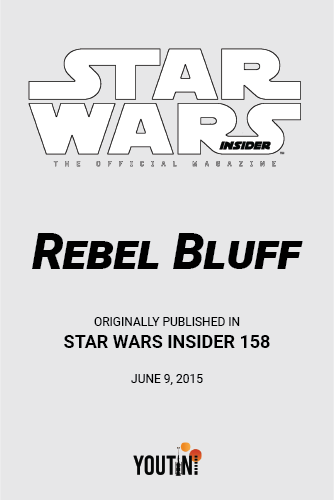 STAR
WARS
INSIDER
THE OFFICIAL MAGAZINE
REBEL BLUFF
ORIGINALLY PUBLISHED IN
STAR WARS INSIDER 158
JUNE 9, 2015
YOUTINI